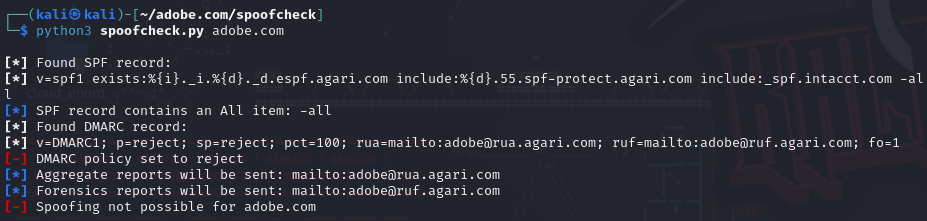 ┌──(kali㉿kali)-[~/adobe.com/spoofcheck]
└─$ python3 spoofcheck.py adobe.com
[*] Found SPF record:
[*] v=spf1 exists:%{i}._i.%{d}._d.espf.agari.com include:%{d}.55.spf-protect.agari.com include:_spf.intacct.com -al
l
[*] SPF record contains an All item: -all
[*] Found DMARC record:
[*] v=DMARC1; p=reject; sp=reject; pct=100; rua=mailto:adobe@rua.agari.com; ruf=mailto:adobe@ruf.agari.com; fo=1
[-] DMARC policy set to reject
[*] Aggregate reports will be sent: mailto:adobe@rua.agari.com
[*] Forensics reports will be sent: mailto:adobe@ruf.agari.com
[-] Spoofing not possible for adobe.com